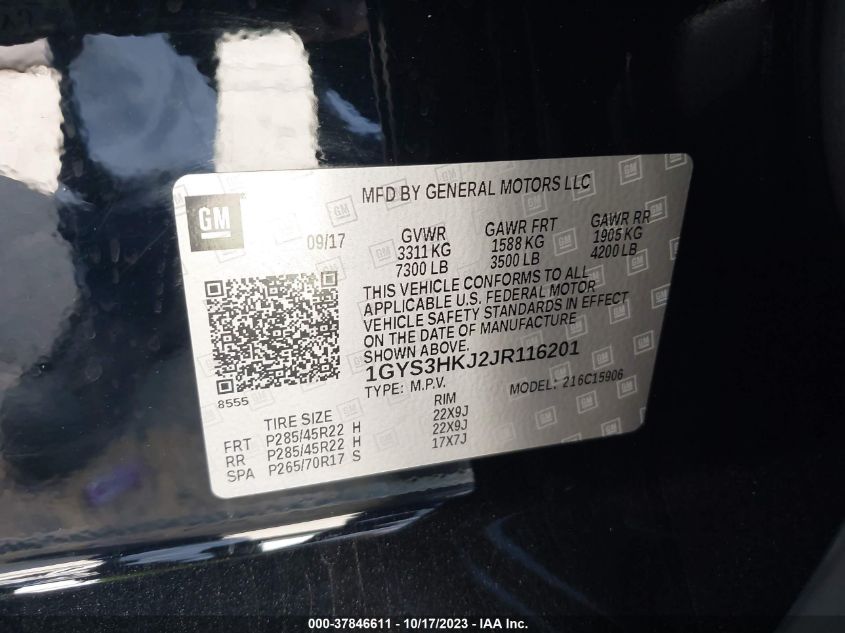 MFD BY GENERAL MOTORS LLC
GM
09/17
GVWR
3311 KG
7300 LB
GAWR FRT
1588 KG
3500 LB
GAWR RR
1905 KG
4200 LB
THIS VEHICLE CONFORMS TO ALL
APPLICABLE U.S. FEDERAL MOTOR
VEHICLE SAFETY STANDARDS IN EFFECT
ON THE DATE OF MANUFACTURE
SHOWN ABOVE.
1GYS3HKJ2JR116201
TYPE: M.P.V.
MODEL: 216C15906
8555
TIRE SIZE RIM
FRT P285/45R22 H 22X9J
RR P285/45R22 H 22X9J
SPA P265/70R17 S 17X7J
000-37846611 - 10/17/2023 - IAA Inc.